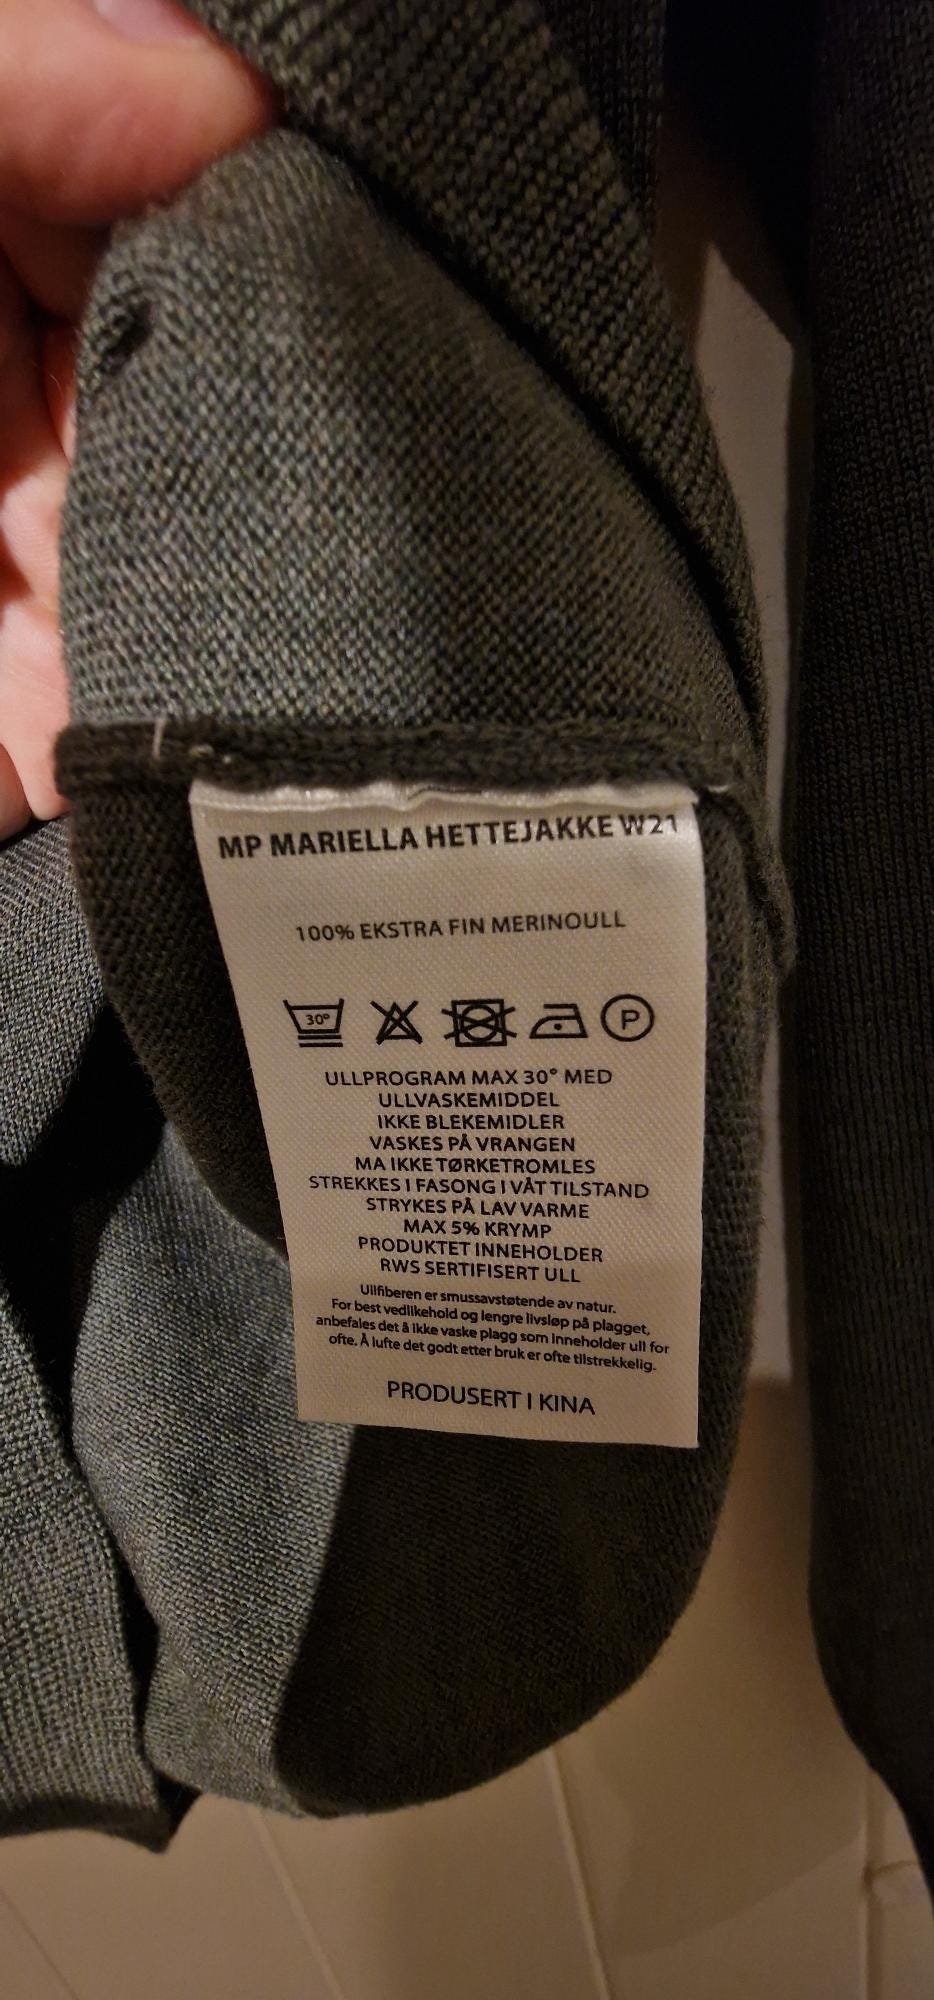 MP MARIELLA HETTEJAKKE W21
100% EKSTRA FIN MERINOULL
30° P
ULLPROGRAM MAX 30° MED
ULLVASKEMIDDEL
IKKE BLEKEMIDLER
VASKES PÅ VRANGEN
MA IKKE TØRKETROMLES
STREKKES I FASONG I VÅT TILSTAND
STRYKES PÅ LAV VARME
MAX 5% KRYMP
PRODUKTET INNEHOLDER
RWS SERTIFISERT ULL
Ullfiberen er smussavstøtende av natur.
For best vedlikehold og lengre livsløp på plagget,
anbefales det å ikke vaske plagg som inneholder ull for
ofte. Å lufte det godt etter bruk er ofte tilstrekkelig.
PRODUSERT I KINA